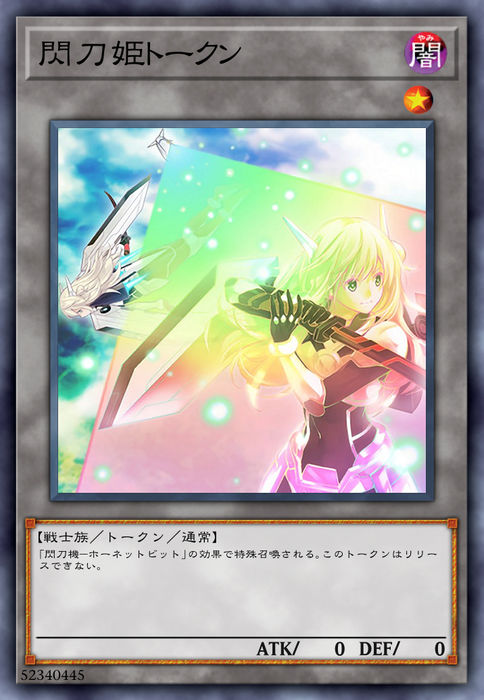 閃刀姫トークン
やみ
闇
【戦士族／トークン／通常】
「閃刀機－ホーネットビット」の効果で特殊召喚される。このトークンはリリー
スできない。
ATK/ 0 DEF/ 0
52340445